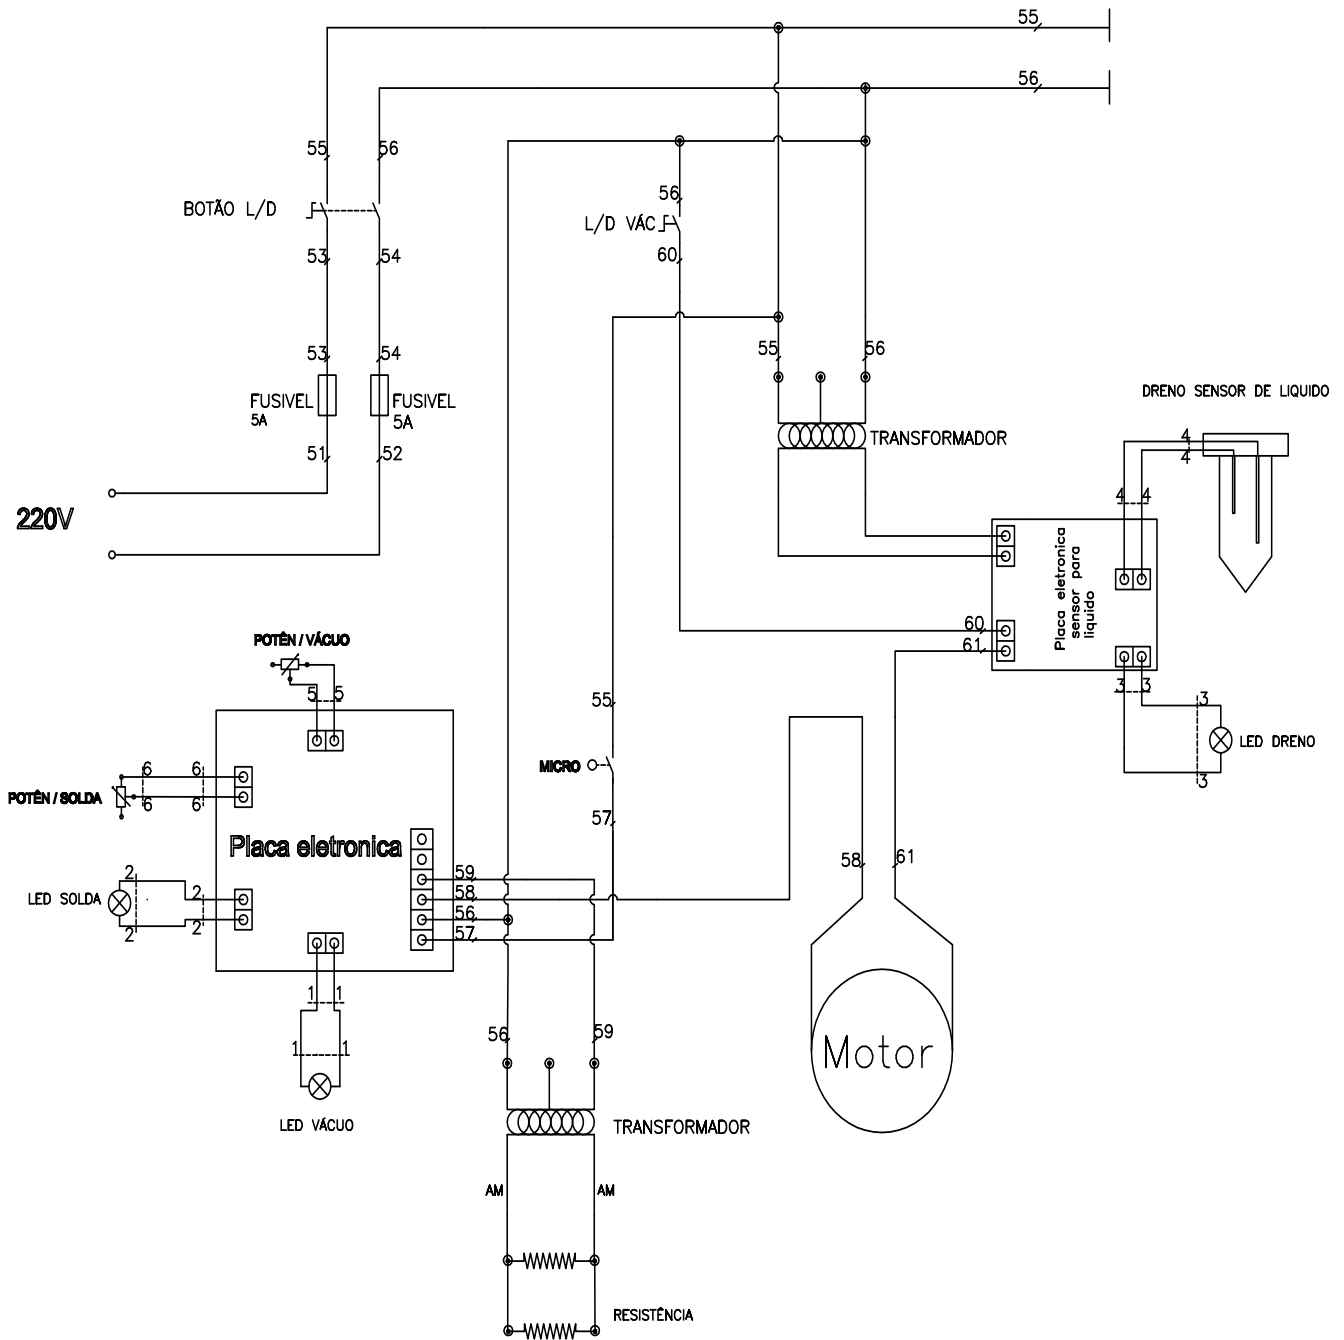 55
56
55
56
BOTÃO L/D
56
L/D VÁC
53
54
60
53
54
55
56
FUSIVEL
5A
FUSIVEL
5A
DRENO SENSOR DE LIQUIDO
TRANSFORMADOR
51
52
4
4
4
4
220V
Placa eletronica
sensor para
liquido
60
61
POTÊN / VÁCUO
5
5
3
3
55
3
LED DRENO
3
MICRO
6
6
POTÊN / SOLDA
6
6
57
Placa eletronica
58
61
59
58
56
57
2
2
LED SOLDA
2
2
1
1
1
1
LED VÁCUO
56
59
Motor
TRANSFORMADOR
AM
AM
RESISTÊNCIA